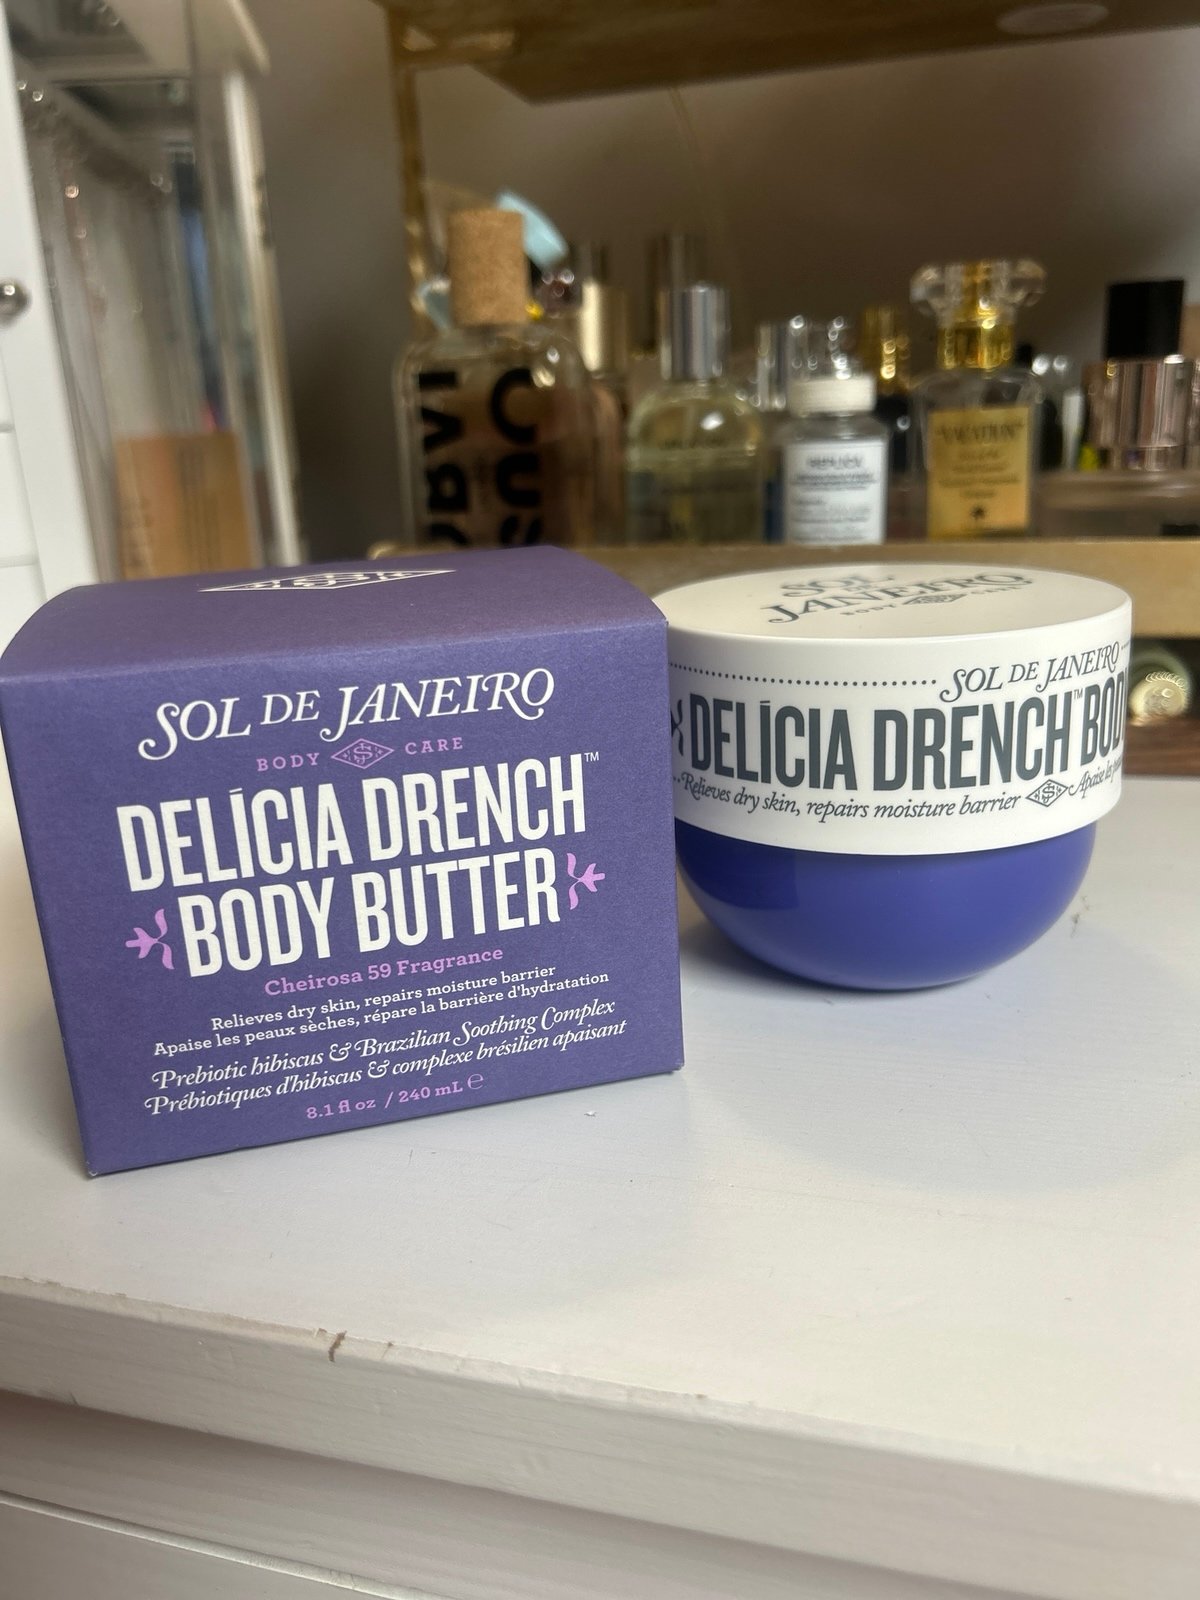 SOL DE JANEIRO
BODY S CARE
DELÍCIA DRENCH™
BODY BUTTER
Cheirosa 59 Fragrance
Relieves dry skin, repairs moisture barrier
Apaise les peaux sèches, répare la barrière d'hydratation
Prebiotic hibiscus & Brazilian Soothing Complex
Prébiotiques d'hibiscus & complexe brésilien apaisant
8.1 fl oz / 240 mL ℮
SOL DE
JANEIRO
BODY CARE
SOL DE JANEIRO
DELÍCIA DRENCH™ BOD
Relieves dry skin, repairs moisture barrier S Apaise
"VACATION"
REPLICA